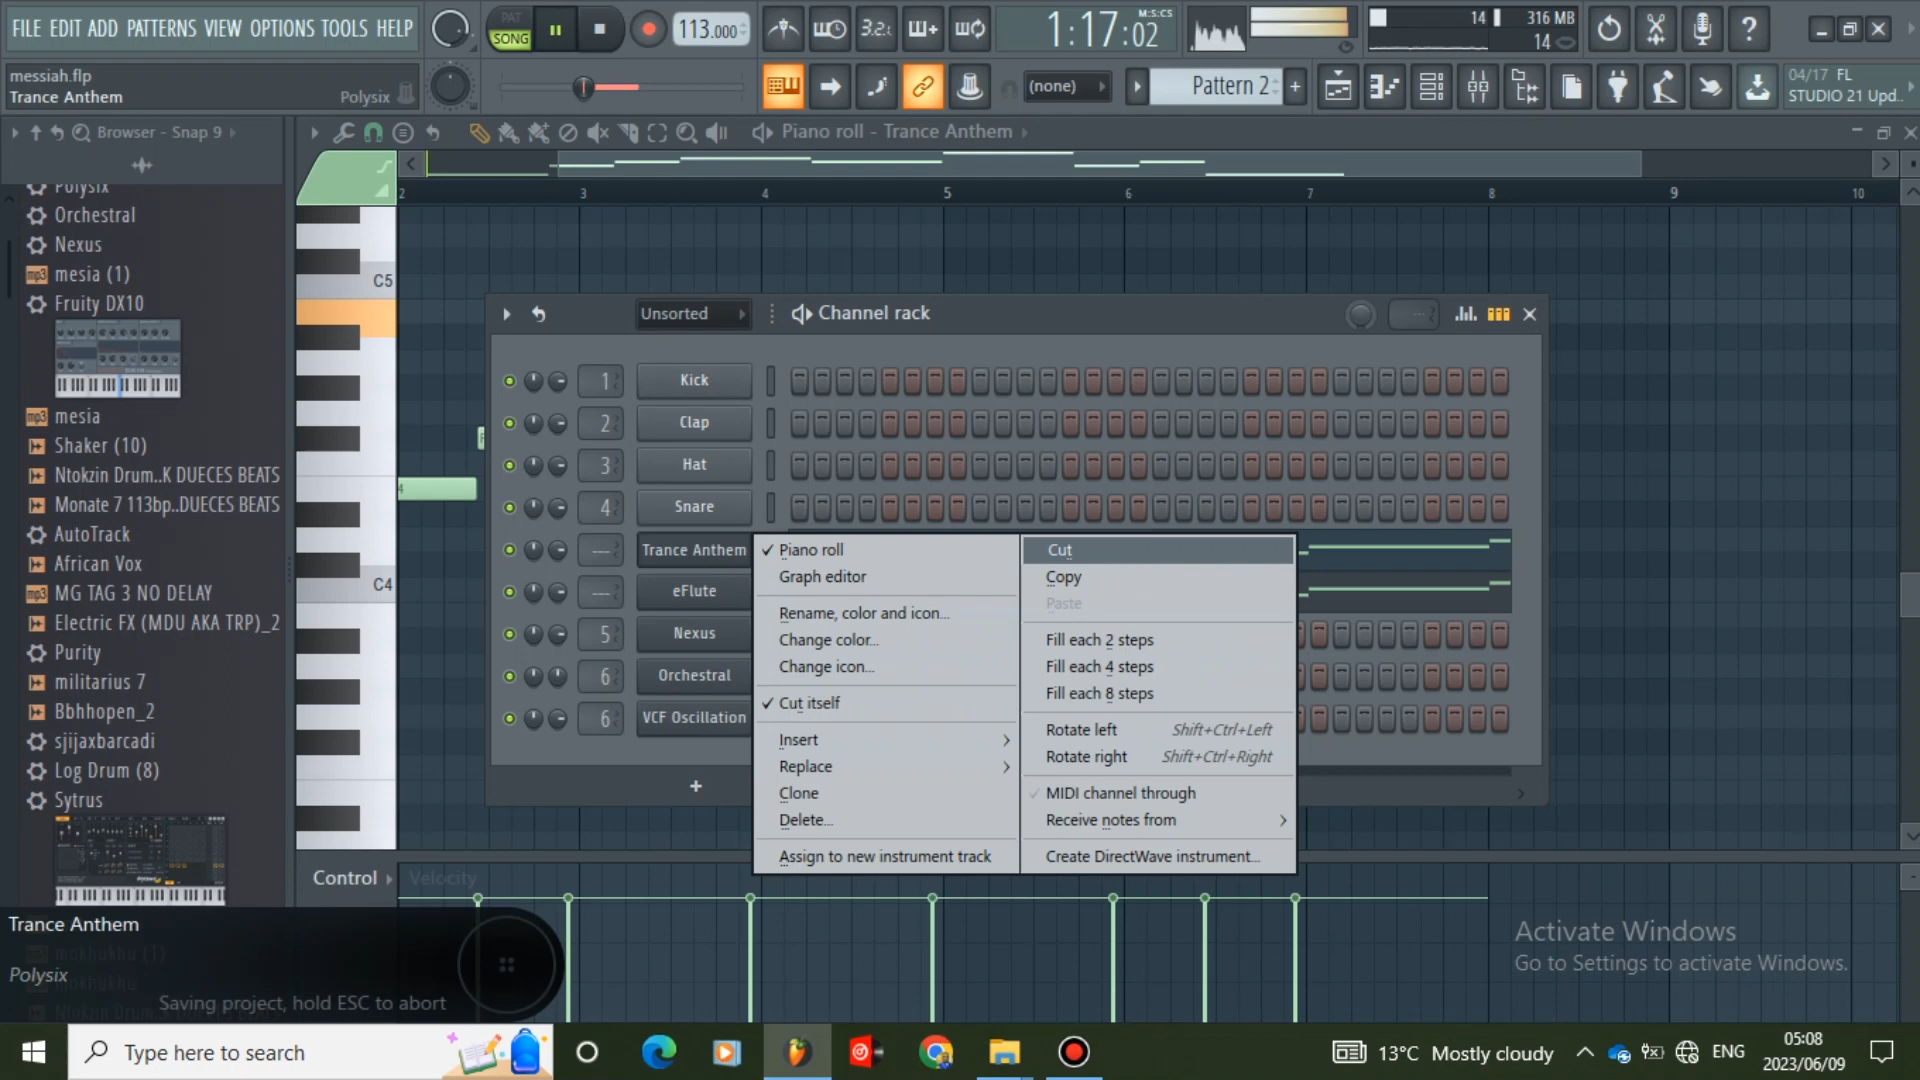 FILE EDIT ADD PATTERNS VIEW OPTIONS TOOLS HELP
PAT
SONG
113.000
3.2.
1:17:02
M:S:CS
14
316 MB
14
messiah.flp
Trance Anthem
Polysix
(none)
Pattern 2
+
04/17 FL
STUDIO 21 Upd..
Browser - Snap 9
Piano roll - Trance Anthem
2 3 4 5 6 7 8 9 10
Polysix
Orchestral
Nexus
mesia (1)
Fruity DX10
mesia
Shaker (10)
Ntokzin Drum..K DUECES BEATS
Monate 7 113bp..DUECES BEATS
AutoTrack
African Vox
MG TAG 3 NO DELAY
Electric FX (MDU AKA TRP)_2
Purity
militarius 7
Bbhhopen_2
sjijaxbarcadi
Log Drum (8)
Sytrus
C5
C4
Unsorted
Channel rack
1 Kick
2 Clap
3 Hat
4 Snare
--- Trance Anthem
--- eFlute
5 Nexus
6 Orchestral
6 VCF Oscillation
+
Piano roll
Graph editor
Rename, color and icon...
Change color...
Change icon...
Cut itself
Insert
Replace
Clone
Delete...
Assign to new instrument track
Cut
Copy
Paste
Fill each 2 steps
Fill each 4 steps
Fill each 8 steps
Rotate left Shift+Ctrl+Left
Rotate right Shift+Ctrl+Right
MIDI channel through
Receive notes from
Create DirectWave instrument...
Control
Velocity
Trance Anthem
mokhukhu (1)
Polysix
mokhukhu
Saving project, hold ESC to abort
Activate Windows
Go to Settings to activate Windows.
Type here to search
13°C Mostly cloudy
ENG
05:08
2023/06/09